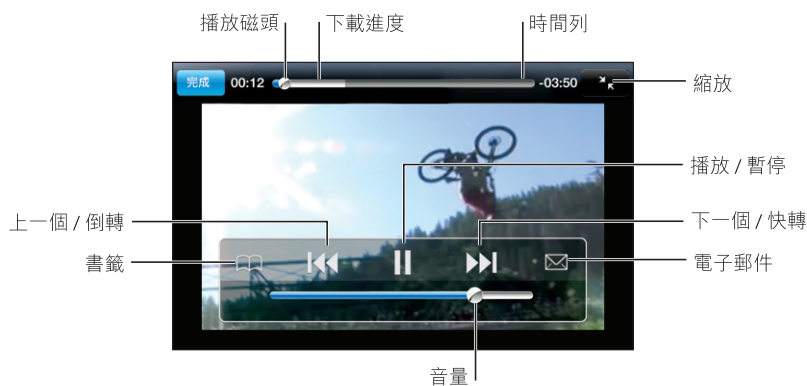 播放磁頭
下載進度
時間列
完成
00:12
-03:50
縮放
播放 / 暫停
上一個 / 倒轉
下一個 / 快轉
書籤
電子郵件
音量